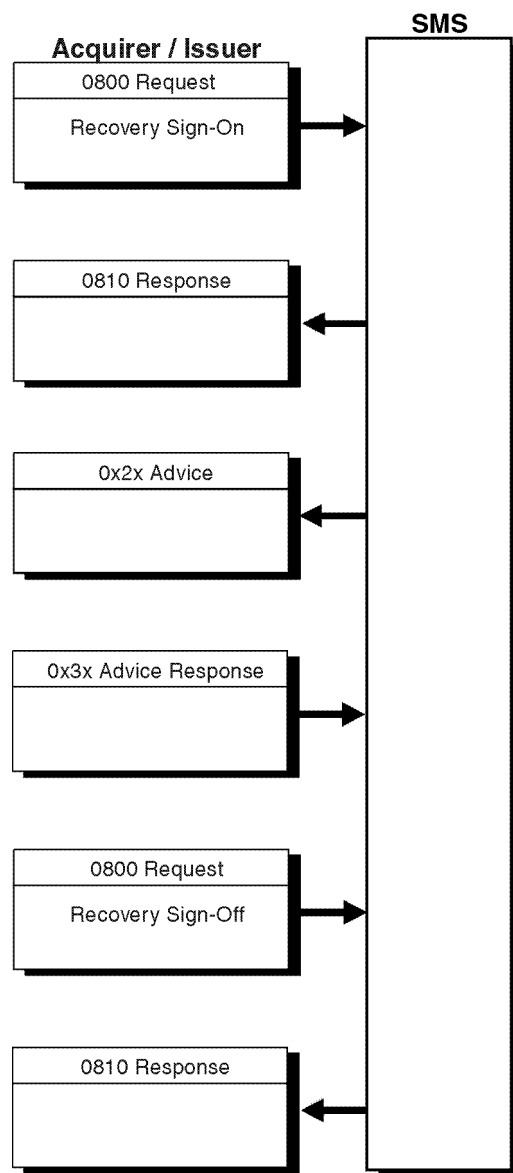 SMS
Acquirer / Issuer
0800 Request
Recovery Sign-On
0810 Response
0x2x Advice
0x3x Advice Response
0800 Request
Recovery Sign-Off
0810 Response